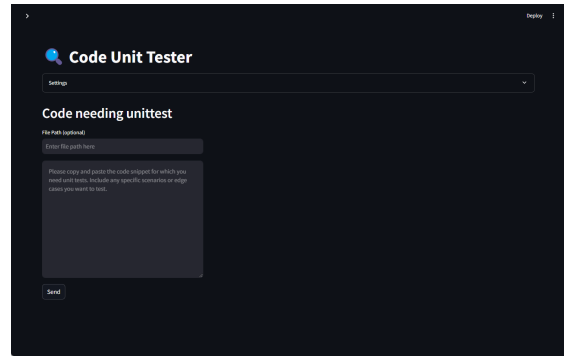 Deploy
Code Unit Tester
Settings
Code needing unittest
File Path (optional)
Enter file path here
Please copy and paste the code snippet for which you
need unit tests. Include any specific scenarios or edge
cases you want to test.
Send